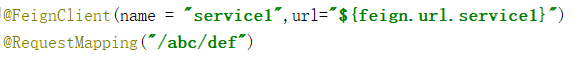 @FeignClient(name = "service1",url="${feign.url.service1}")
@RequestMapping("/abc/def")